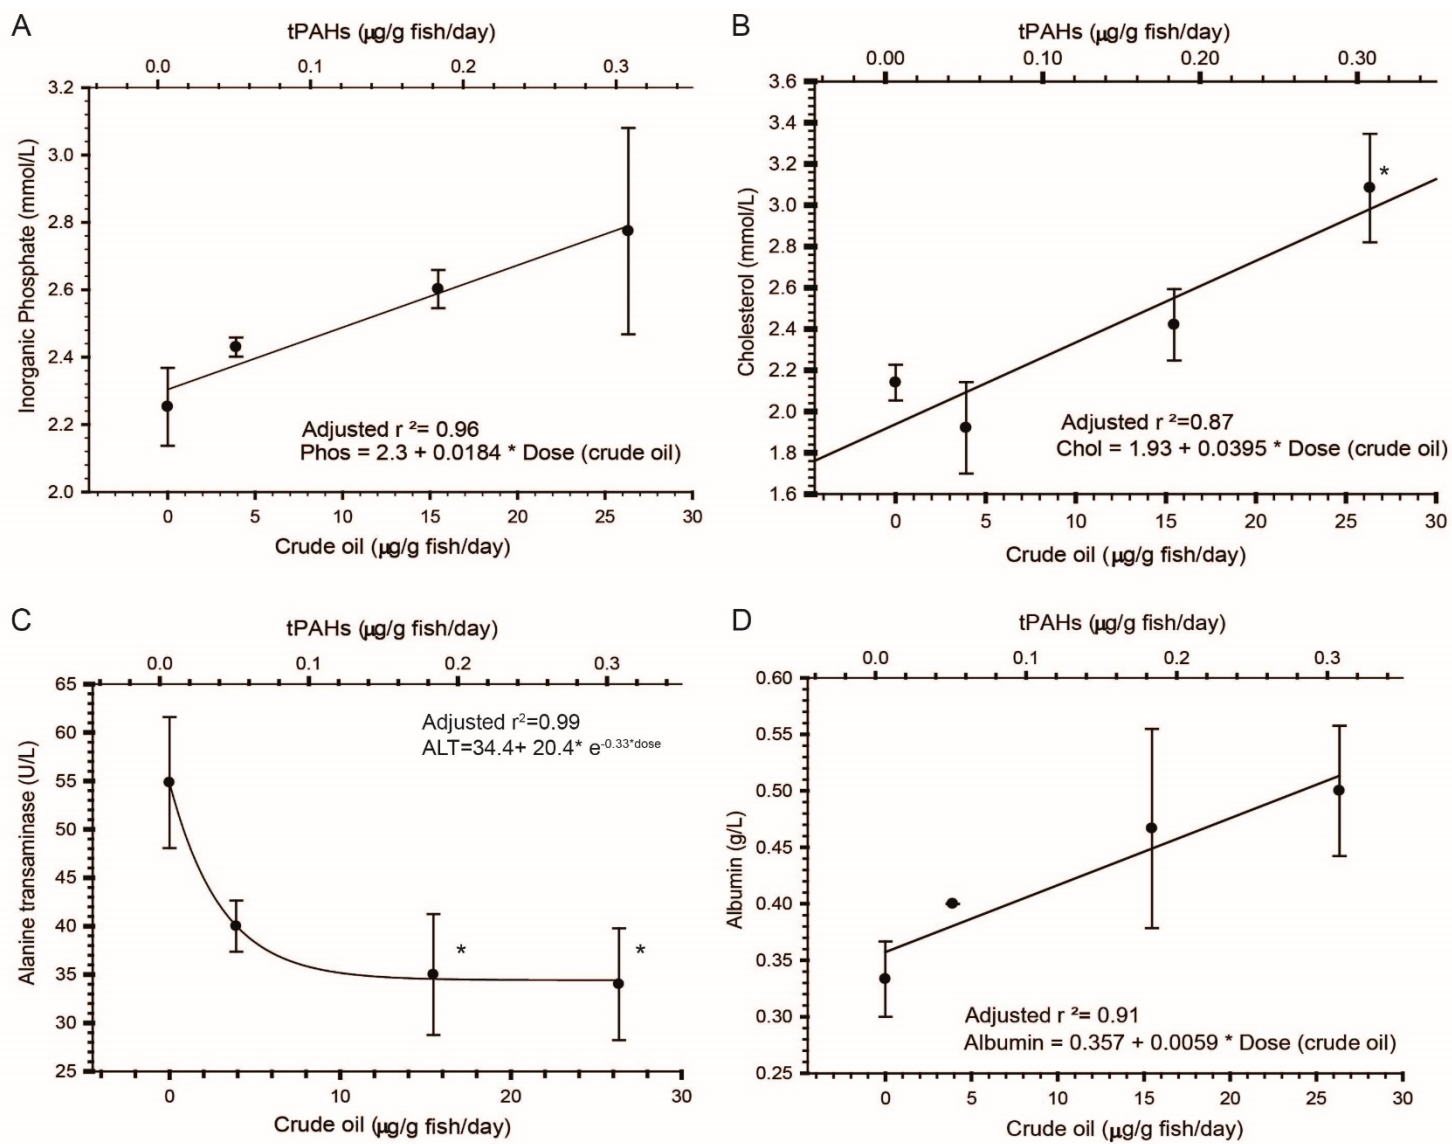 A
tPAHs (μg/g fish/day)
0.0 0.1 0.2 0.3
3.2
3.0
2.8
2.6
2.4
2.2
2.0
Inorganic Phosphate (mmol/L)
Adjusted r ²= 0.96
Phos = 2.3 + 0.0184 * Dose (crude oil)
0 5 10 15 20 25 30
Crude oil (μg/g fish/day)
B
tPAHs (μg/g fish/day)
0.00 0.10 0.20 0.30
3.6
3.4
3.2
3.0
2.8
2.6
2.4
2.2
2.0
1.8
1.6
Cholesterol (mmol/L)
*
Adjusted r ²=0.87
Chol = 1.93 + 0.0395 * Dose (crude oil)
0 5 10 15 20 25 30
Crude oil (μg/g fish/day)
C
tPAHs (μg/g fish/day)
0.0 0.1 0.2 0.3
65
60
55
50
45
40
35
30
25
Alanine transaminase (U/L)
Adjusted r²=0.99
ALT=34.4+ 20.4* e-0.33*dose
* *
0 10 20 30
Crude oil (μg/g fish/day)
D
tPAHs (μg/g fish/day)
0.0 0.1 0.2 0.3
0.60
0.55
0.50
0.45
0.40
0.35
0.30
0.25
Albumin (g/L)
Adjusted r ²= 0.91
Albumin = 0.357 + 0.0059 * Dose (crude oil)
0 5 10 15 20 25 30
Crude oil (μg/g fish/day)